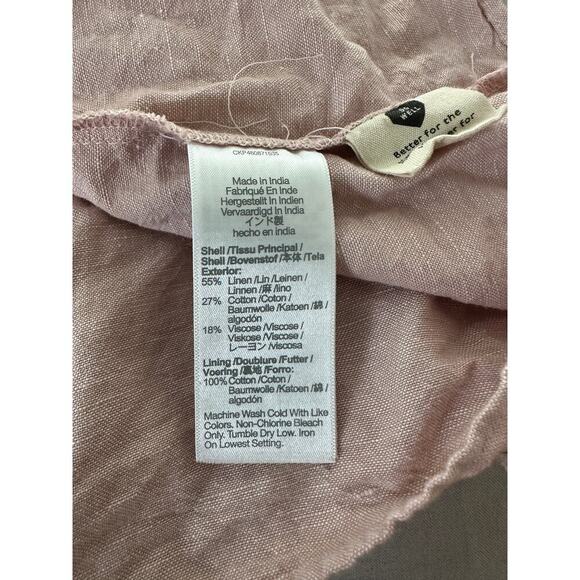 CKP460871035
Made in India
Fabriqué En Inde
Hergestellt In Indien
Vervaardigd In India
インド製
hecho en india
Shell /Tissu Principal /
Shell /Bovenstof /本体 /Tela
Exterior:
55% Linen /Lin /Leinen /
Linnen /麻 /lino
27% Cotton /Coton /
Baumwolle /Katoen /綿 /
algodón
18% Viscose /Viscose /
Viskose /Viscose /
レーヨン /Viscosa
Lining /Doublure /Futter /
Voering /裏地 /Forro:
100% Cotton /Coton /
Baumwolle /Katoen /綿 /
algodón
Machine Wash Cold With Like
Colors. Non-Chlorine Bleach
Only. Tumble Dry Low. Iron
On Lowest Setting.
WELL
Better for the
for